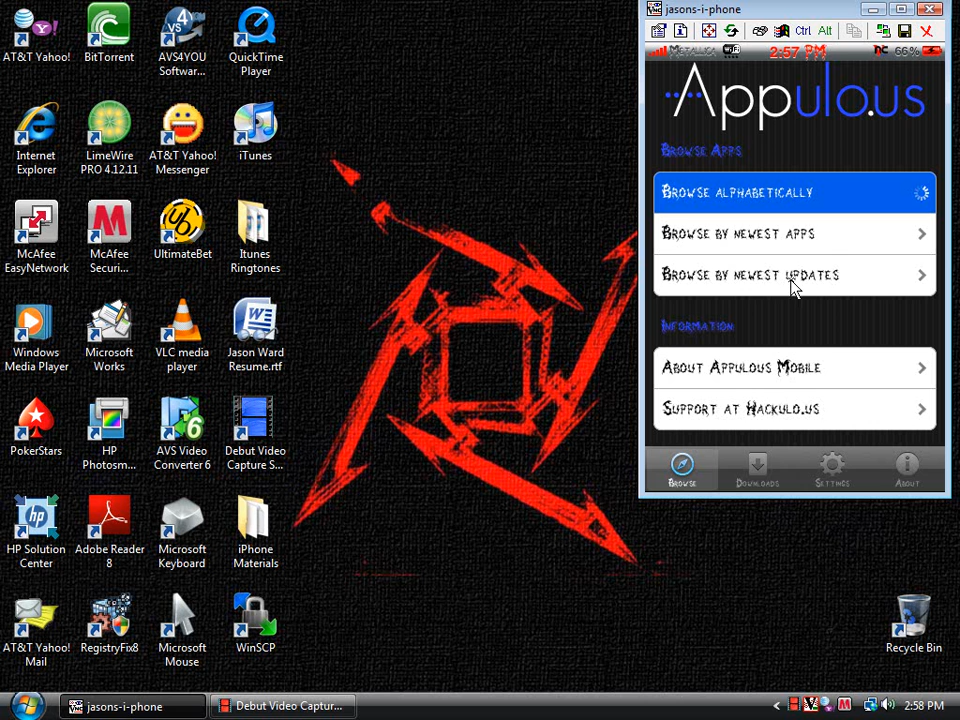 AT&T Yahoo!
BitTorrent
AVS4YOU
Softwar...
QuickTime
Player
Internet
Explorer
LimeWire
PRO 4.12.11
AT&T Yahoo!
Messenger
iTunes
McAfee
EasyNetwork
McAfee
Securi...
UltimateBet
Itunes
Ringtones
Windows
Media Player
Microsoft
Works
VLC media
player
Jason Ward
Resume.rtf
PokerStars
HP
Photosm...
AVS Video
Converter 6
Debut Video
Capture S...
HP Solution
Center
Adobe Reader
8
Microsoft
Keyboard
iPhone
Materials
AT&T Yahoo!
Mail
RegistryFix8
Microsoft
Mouse
WinSCP
Recycle Bin
jasons-i-phone
Ctrl Alt
Metallica 2:57 PM 66%
Appulo.us
Browse Apps
Browse alphabetically
Browse by newest apps
Browse by newest updates
Information
About Appulous Mobile
Support at Hackulo.us
Browse Downloads Settings About
jasons-i-phone
Debut Video Captur...
2:58 PM